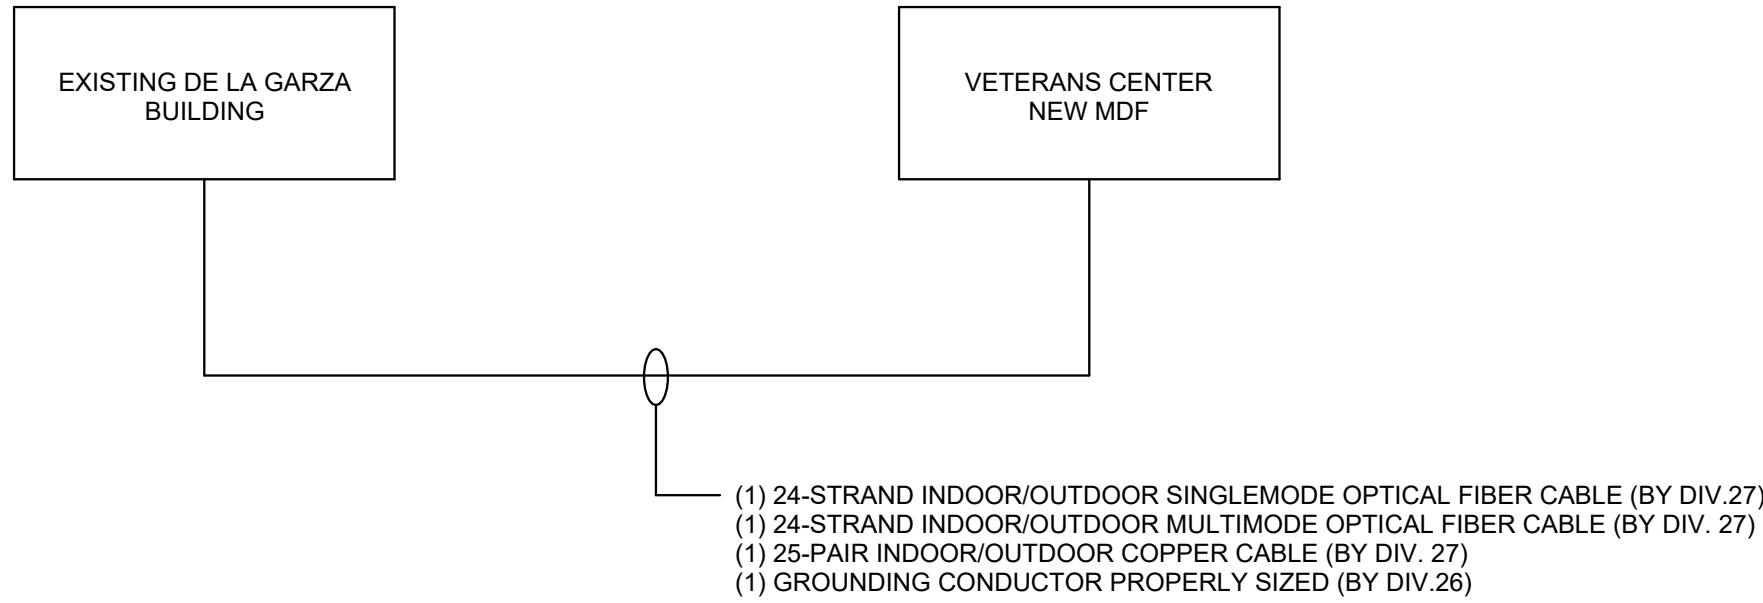 EXISTING DE LA GARZA
BUILDING
VETERANS CENTER
NEW MDF
(1) 24-STRAND INDOOR/OUTDOOR SINGLEMODE OPTICAL FIBER CABLE (BY DIV.27)
(1) 24-STRAND INDOOR/OUTDOOR MULTIMODE OPTICAL FIBER CABLE (BY DIV. 27)
(1) 25-PAIR INDOOR/OUTDOOR COPPER CABLE (BY DIV. 27)
(1) GROUNDING CONDUCTOR PROPERLY SIZED (BY DIV.26)